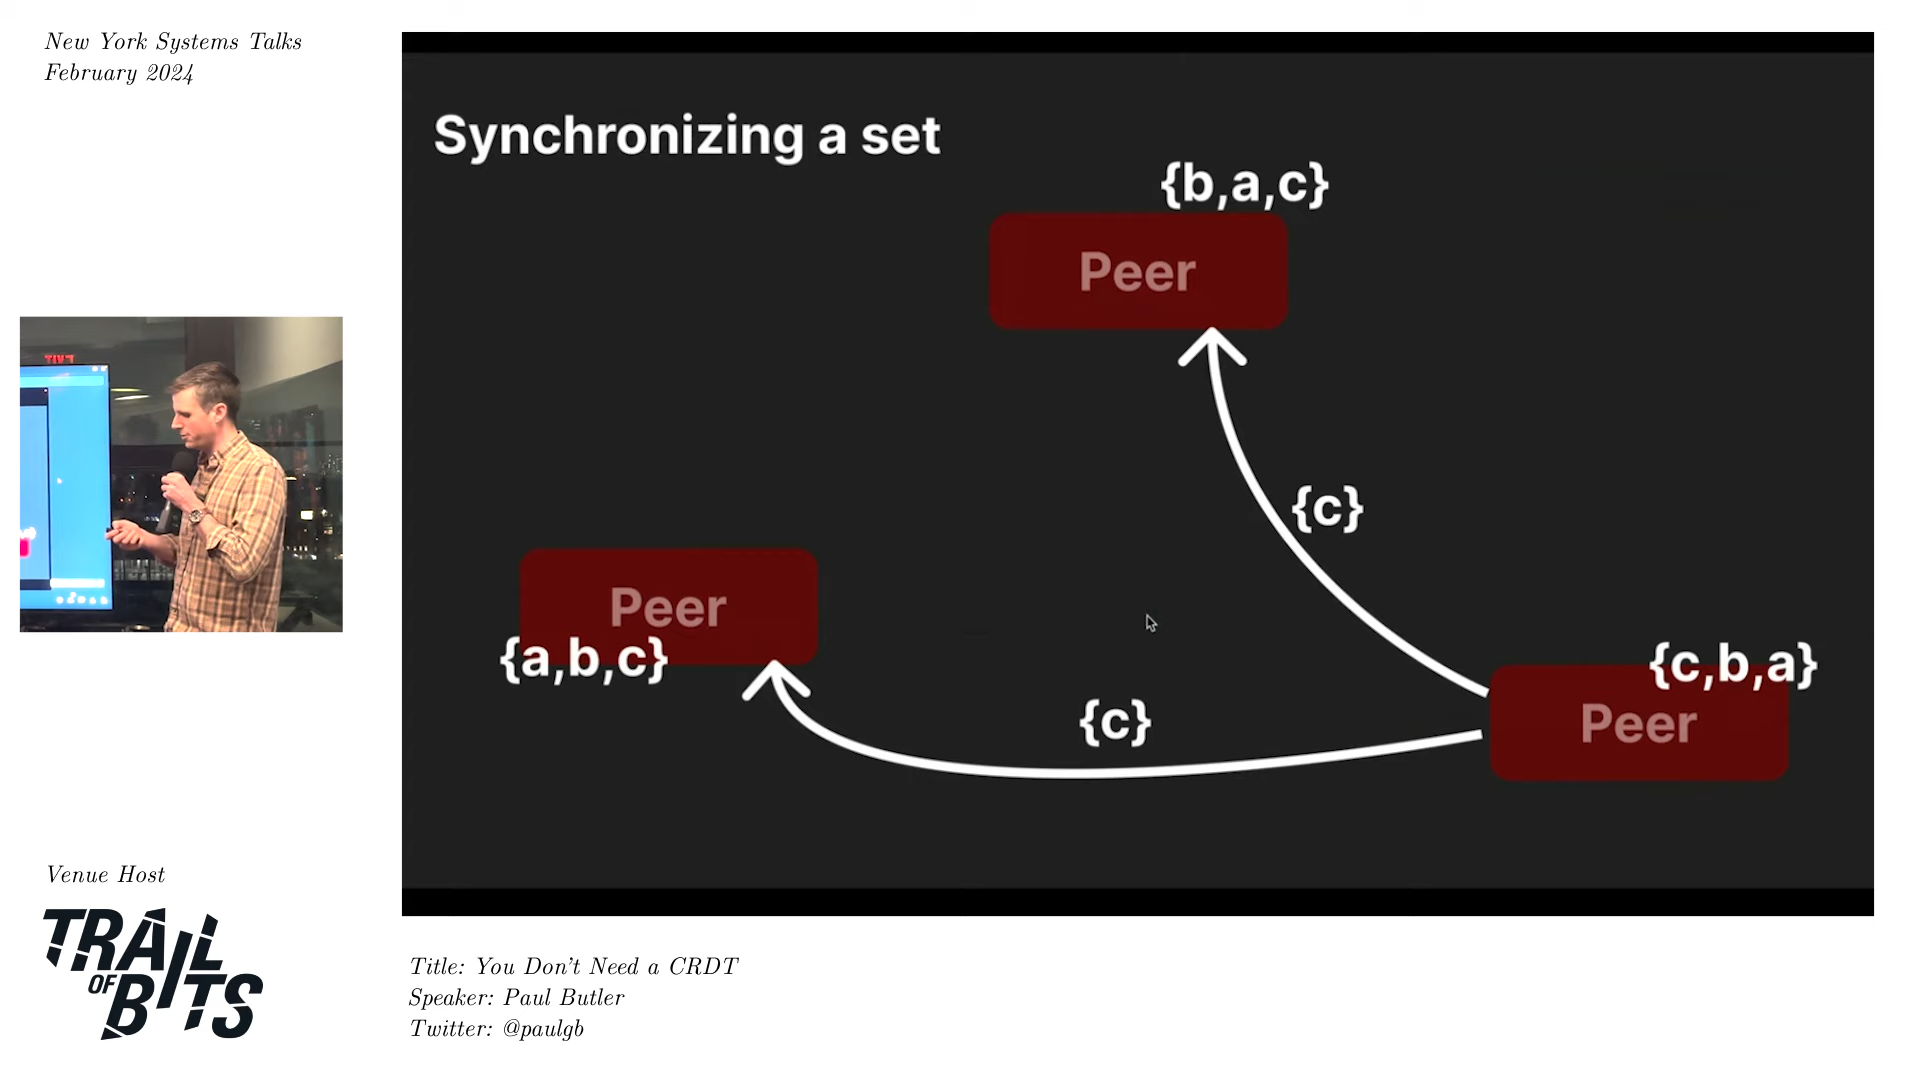 New York Systems Talks
February 2024
Synchronizing a set
{b,a,c}
Peer
{c}
Peer
{a,b,c}
{c,b,a}
Peer
{c}
Venue Host
TRAIL
OF
BITS
Title: You Don't Need a CRDT
Speaker: Paul Butler
Twitter: @paulgb